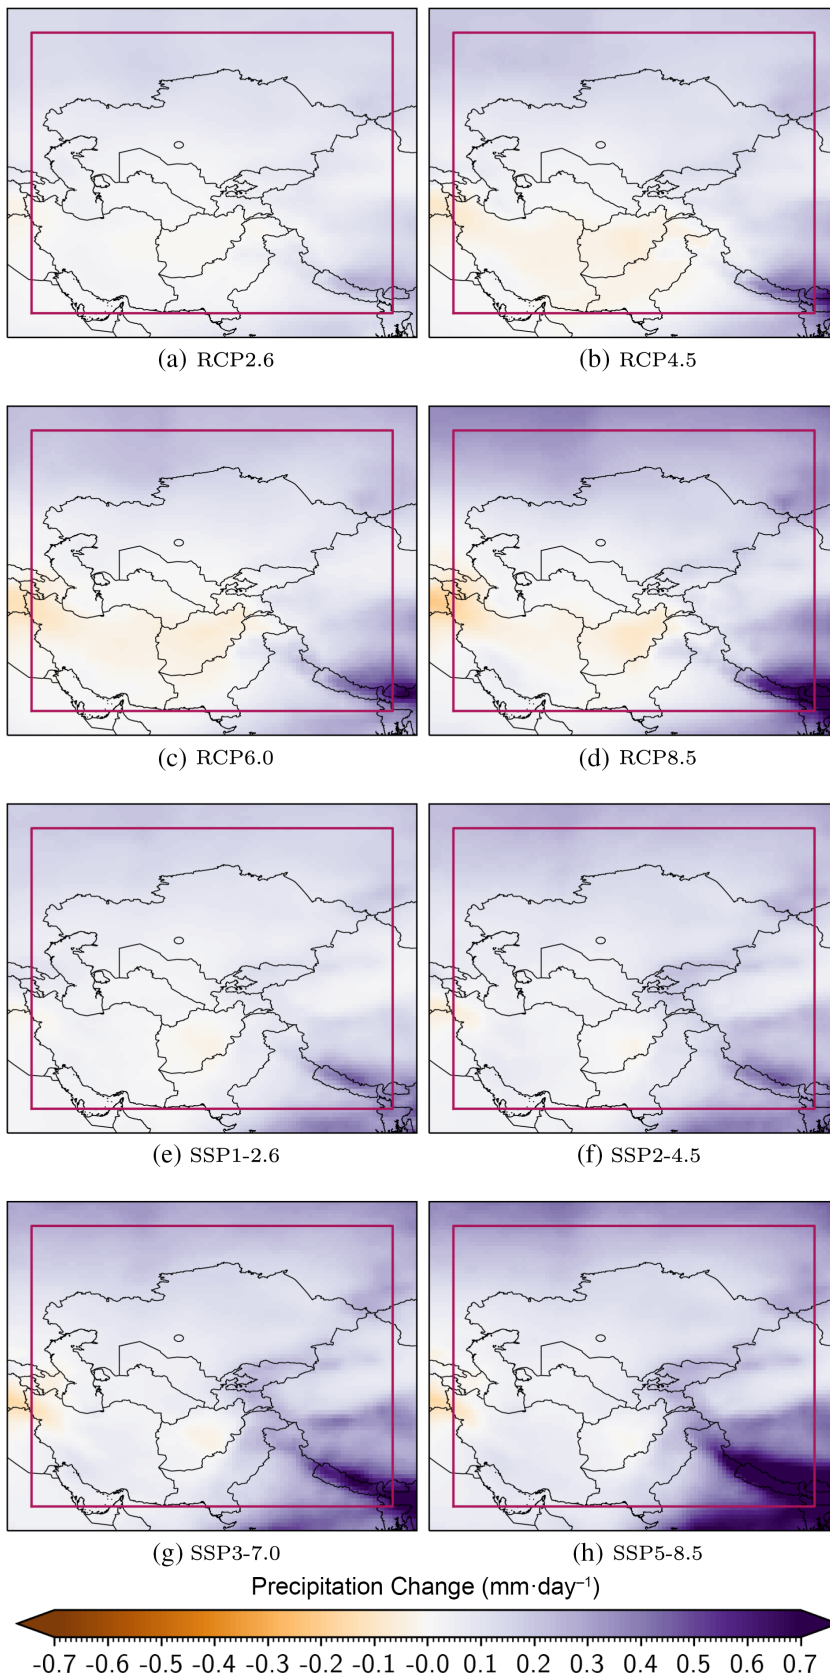 (a) RCP2.6
(b) RCP4.5
(c) RCP6.0
(d) RCP8.5
(e) SSP1-2.6
(f) SSP2-4.5
(g) SSP3-7.0
(h) SSP5-8.5
Precipitation Change (mm·day⁻¹)
-0.7 -0.6 -0.5 -0.4 -0.3 -0.2 -0.1 -0.0 0.1 0.2 0.3 0.4 0.5 0.6 0.7